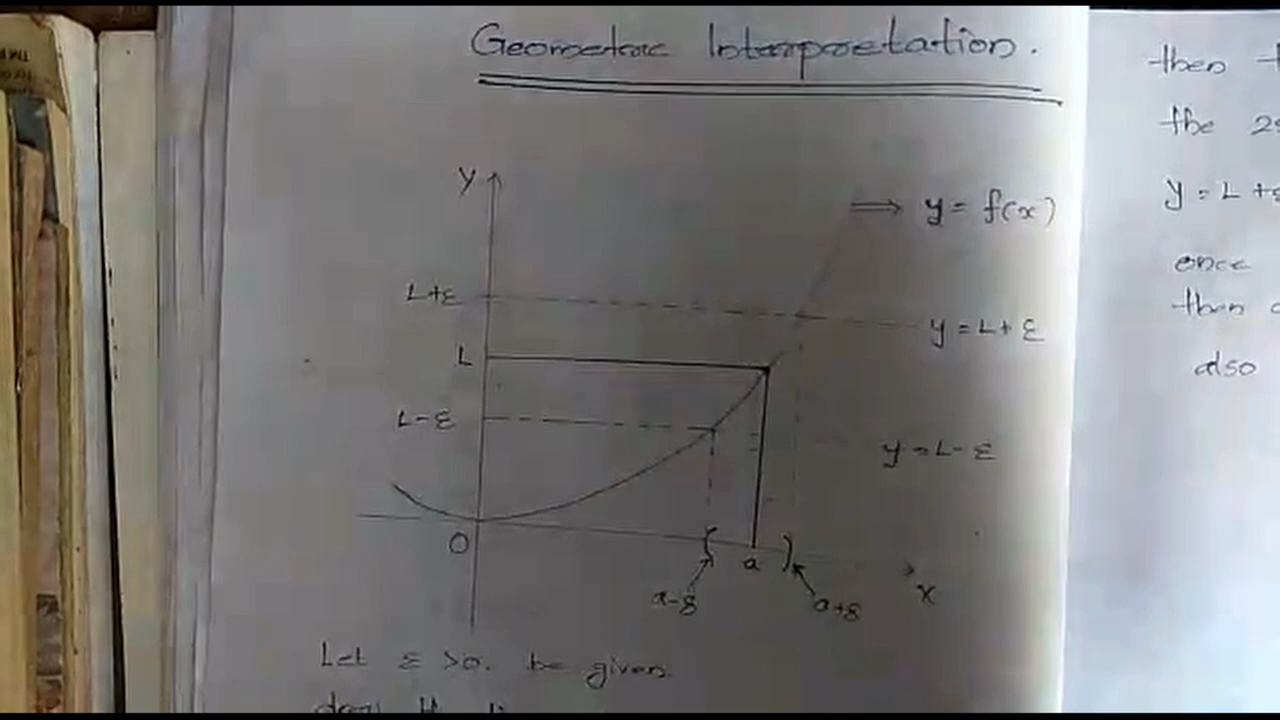 Geometric Interpretation.
Y
⟹ y = f(x)
L+ε
y = L+ε
L
L-ε
y = L-ε
O
a
x
a-δ
a+δ
Let ε >0. be given.
then
the
y = L +ε
once
then
also